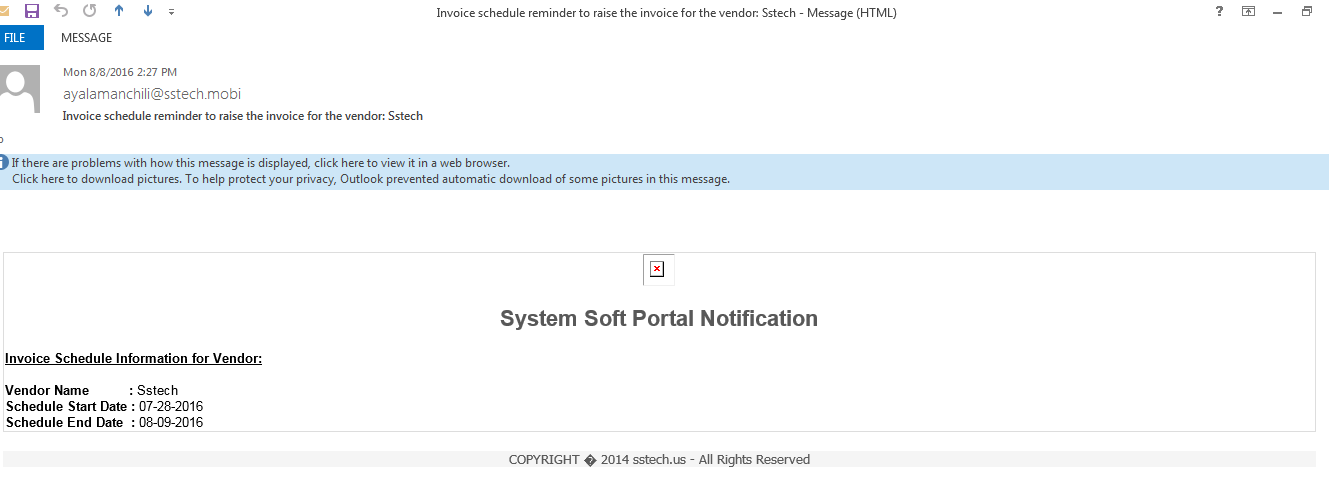 Invoice schedule reminder to raise the invoice for the vendor: Sstech - Message (HTML)
?
FILE MESSAGE
Mon 8/8/2016 2:27 PM
ayalamanchili@sstech.mobi
Invoice schedule reminder to raise the invoice for the vendor: Sstech
If there are problems with how this message is displayed, click here to view it in a web browser.
Click here to download pictures. To help protect your privacy, Outlook prevented automatic download of some pictures in this message.
System Soft Portal Notification
Invoice Schedule Information for Vendor:
Vendor Name : Sstech
Schedule Start Date : 07-28-2016
Schedule End Date : 08-09-2016
COPYRIGHT � 2014 sstech.us - All Rights Reserved